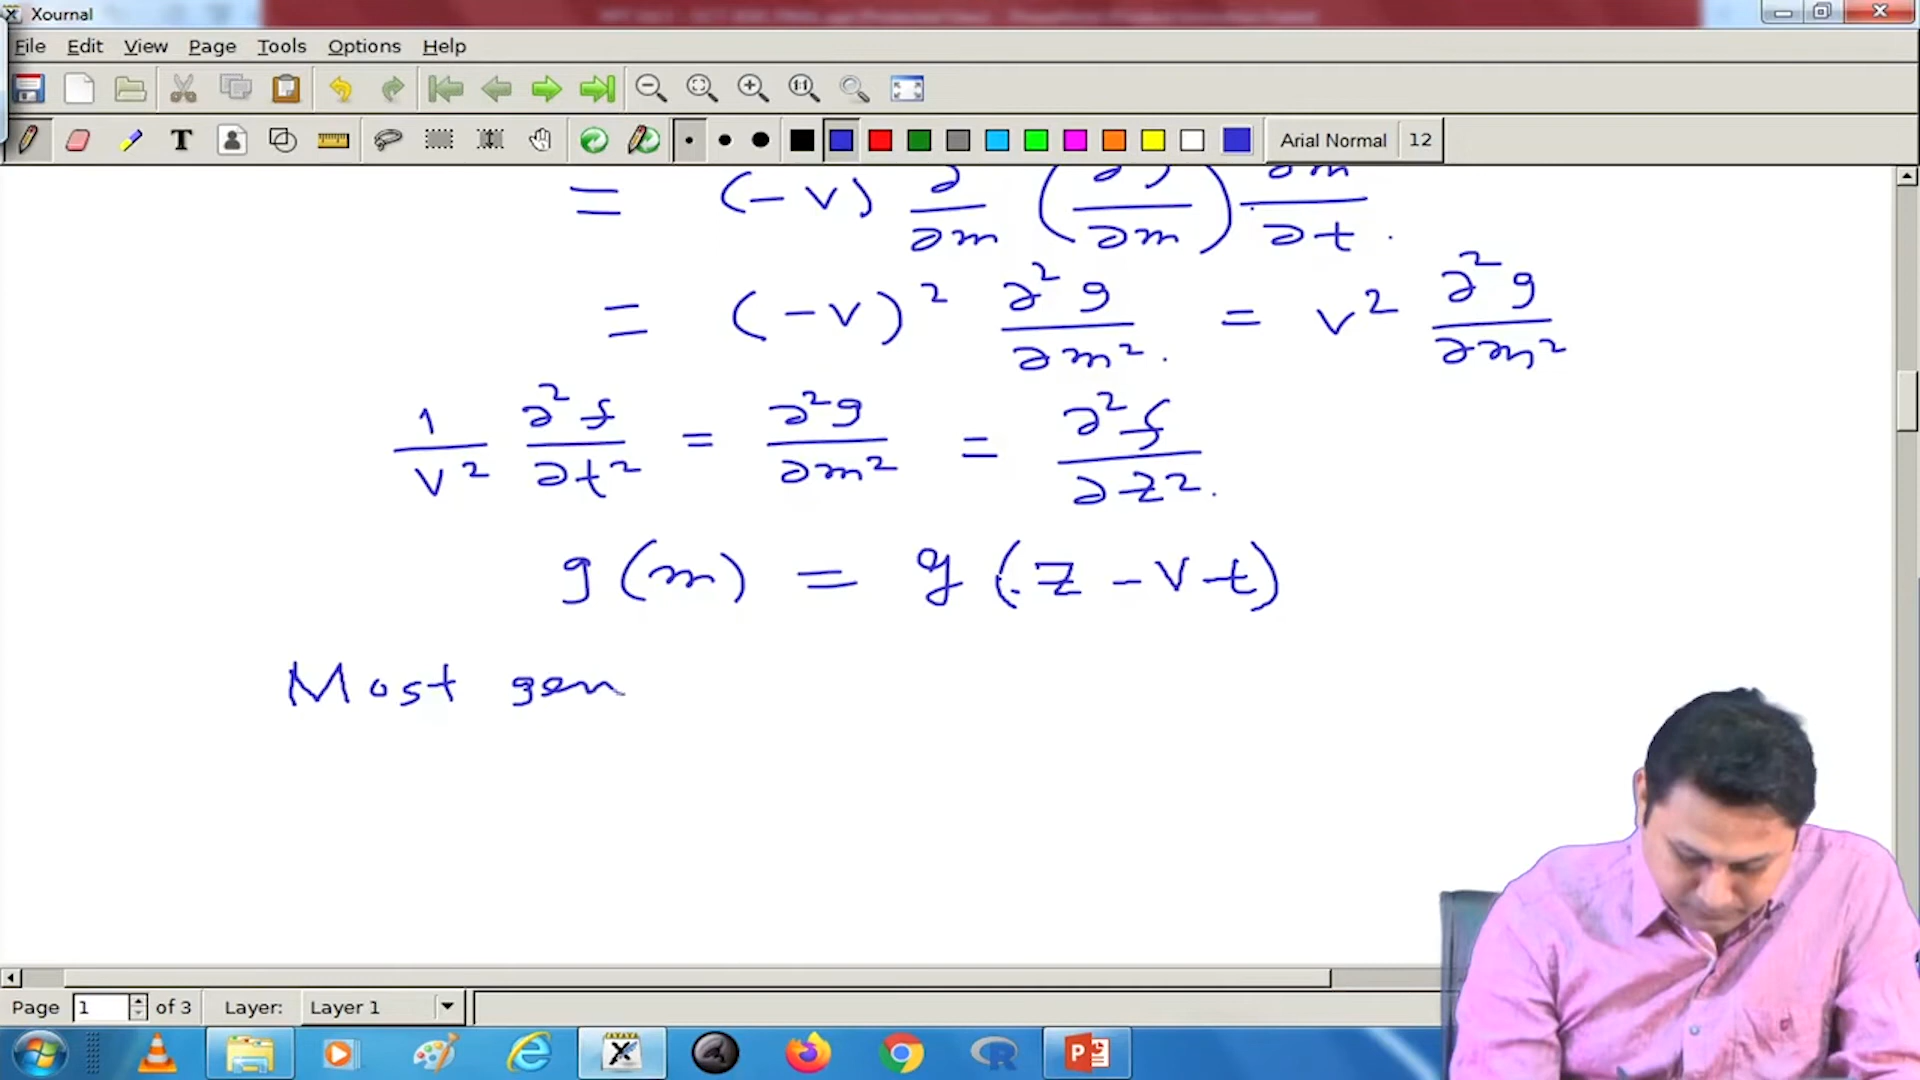 Xournal
File Edit View Page Tools Options Help
Arial Normal 12
= (-v) ∂/∂m (∂g/∂m) ∂m/∂t .
= (-v)² ∂²g/∂m² . = v² ∂²g/∂m²
1/v² ∂²f/∂t² = ∂²g/∂m² = ∂²f/∂z² .
g(m) = g(z - vt)
Most gen
Page 1 of 3 Layer: Layer 1